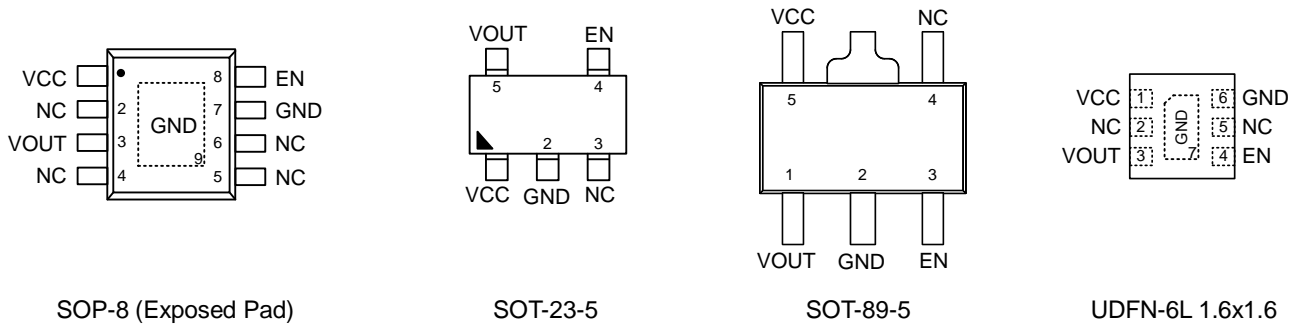 VCC
NC
VOUT
NC
2
3
4
GND
9
8
7
6
5
EN
GND
NC
NC
SOP-8 (Exposed Pad)
VOUT EN
5 4
2 3
VCC GND NC
SOT-23-5
VCC NC
5 4
1 2 3
VOUT GND EN
SOT-89-5
VCC 1 6 GND
NC 2 5 NC
VOUT 3 4 EN
GND
7
UDFN-6L 1.6x1.6